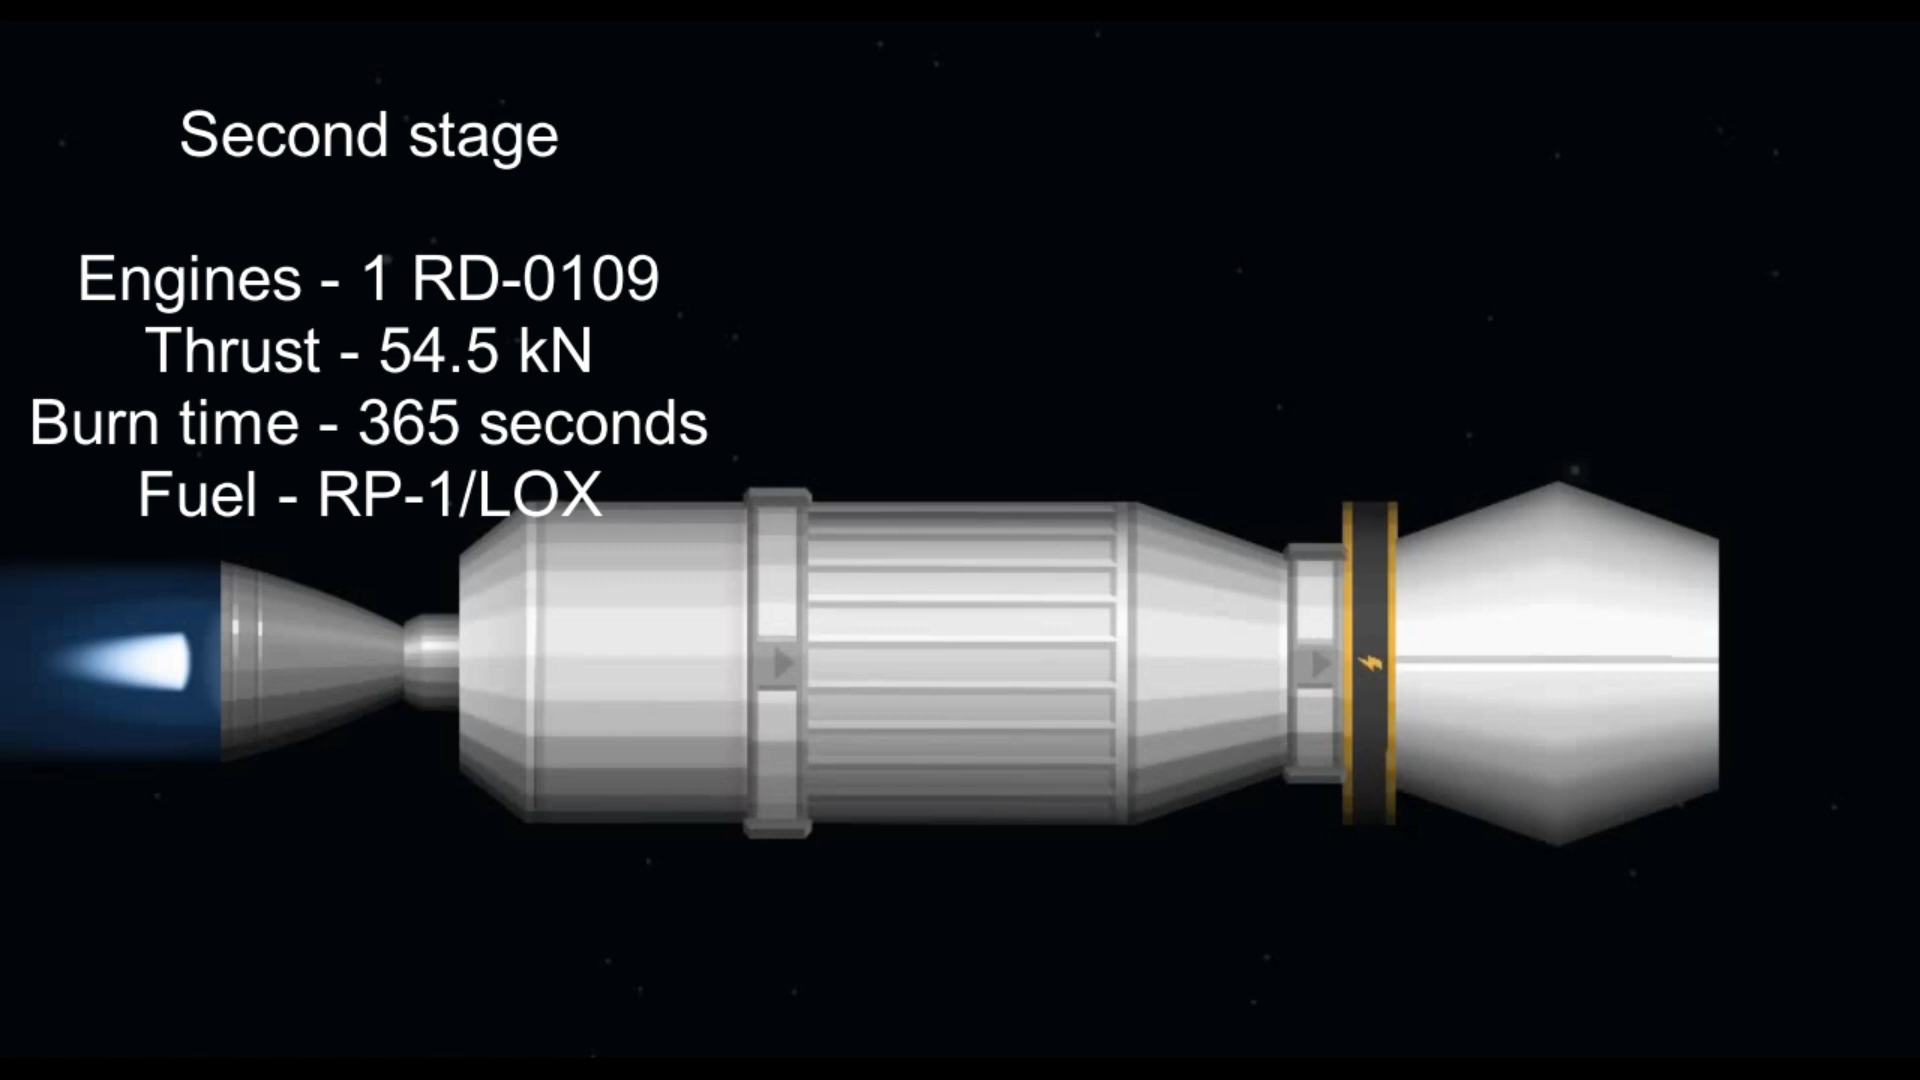 Second stage
Engines - 1 RD-0109
Thrust - 54.5 kN
Burn time - 365 seconds
Fuel - RP-1/LOX